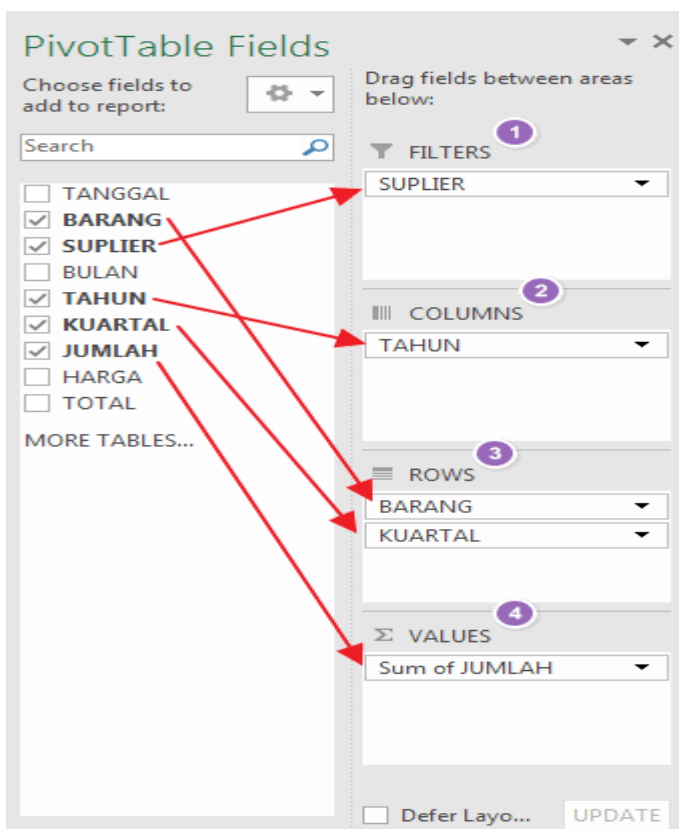 PivotTable Fields
Choose fields to
add to report:
Search
TANGGAL
BARANG
SUPLIER
BULAN
TAHUN
KUARTAL
JUMLAH
HARGA
TOTAL
MORE TABLES...
Drag fields between areas
below:
1
FILTERS
SUPLIER
2
COLUMNS
TAHUN
3
ROWS
BARANG
KUARTAL
4
Σ VALUES
Sum of JUMLAH
Defer Layo...
UPDATE